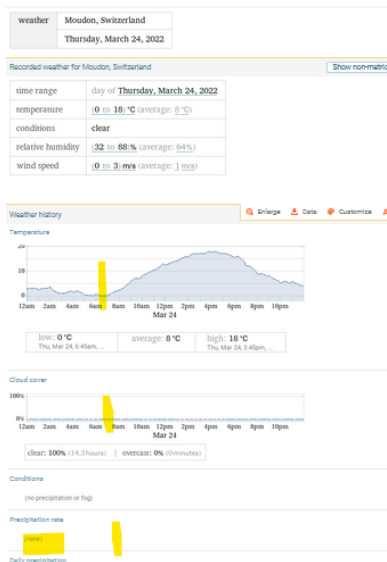 weather
Moudon, Switzerland
Thursday, March 24, 2022
Recorded weather for Moudon, Switzerland
Show non-metric
time range
day of Thursday, March 24, 2022
temperature
(0 to 18) °C (average: 8 °C)
conditions
clear
relative humidity
(32 to 88)% (average: 64%)
wind speed
(0 to 3) m/s (average: 1 m/s)
Weather history
Enlarge
Data
Customize
Temperature
20
10
0
12am 2am 4am 6am 8am 10am 12pm 2pm 4pm 6pm 8pm 10pm
Mar 24
low: 0 °C
Thu, Mar 24, 6:45am, ...
average: 8 °C
high: 18 °C
Thu, Mar 24, 3:45pm, ...
Cloud cover
100%
0%
12am 2am 4am 6am 8am 10am 12pm 2pm 4pm 6pm 8pm 10pm
Mar 24
clear: 100% (14.3 hours) | overcast: 0% (0 minutes)
Conditions
(no precipitation or fog)
Precipitation rate
(none)
Daily precipitation